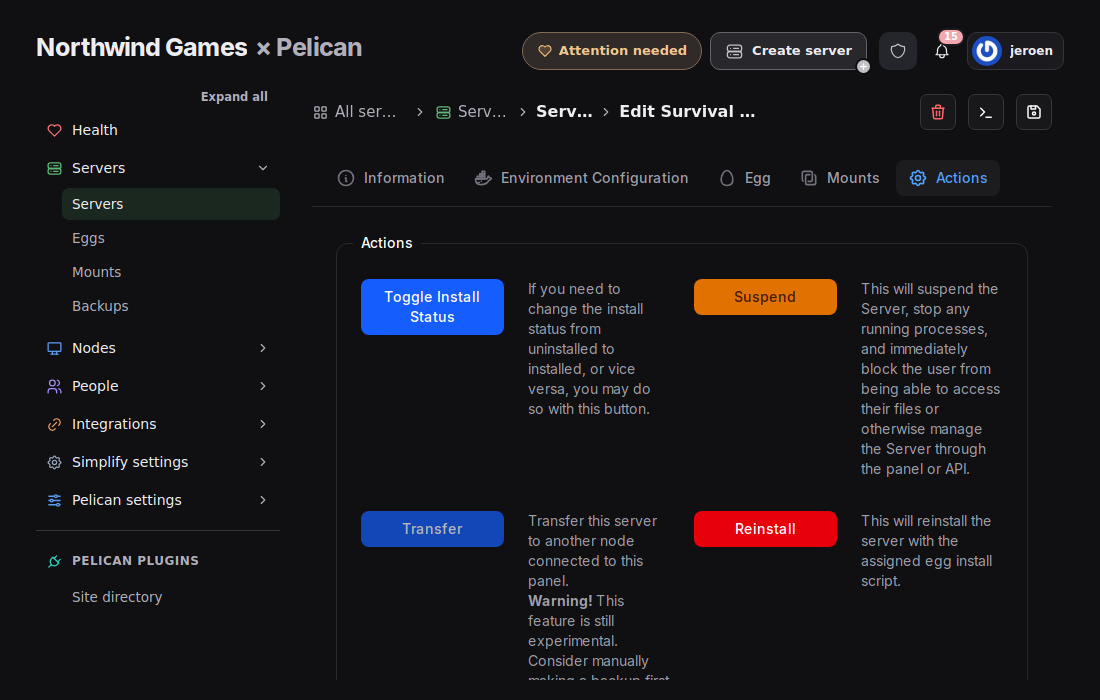 Northwind Games × Pelican
Attention needed
Create server
15
jeroen
Expand all
Health
Servers
Servers
Eggs
Mounts
Backups
Nodes
People
Integrations
Simplify settings
Pelican settings
PELICAN PLUGINS
Site directory
All ser... > Serv... > Serv... > Edit Survival ...
Information
Environment Configuration
Egg
Mounts
Actions
Actions
Toggle Install
Status
If you need to
change the install
status from
uninstalled to
installed, or vice
versa, you may do
so with this button.
Suspend
This will suspend the
Server, stop any
running processes,
and immediately
block the user from
being able to access
their files or
otherwise manage
the Server through
the panel or API.
Transfer
Transfer this server
to another node
connected to this
panel.
Warning! This
feature is still
experimental.
Consider manually
making a backup first
Reinstall
This will reinstall the
server with the
assigned egg install
script.